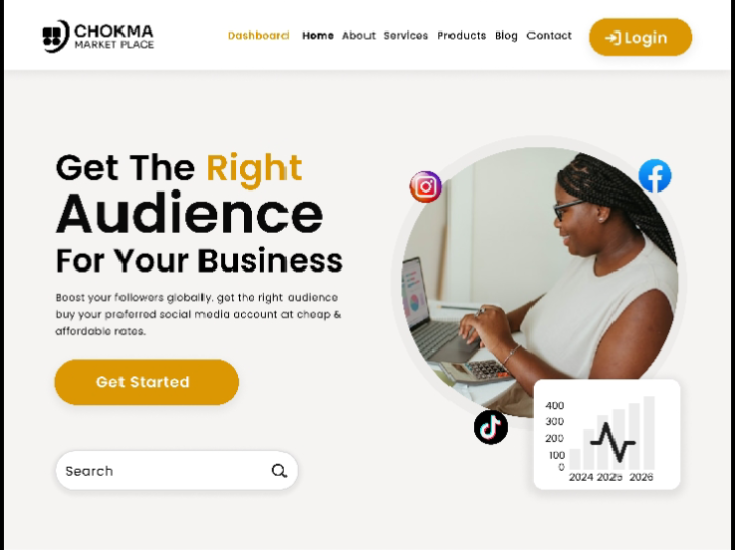 CHOKMA
MARKET PLACE
Dashboard Home About Services Products Blog Contact
Login
Get The Right
Audience
For Your Business
Boost your followers globally, get the right audience
buy your preferred social media account at cheap &
affordable rates.
Get Started
Search
400
300
200
100
0
2024 2025 2026